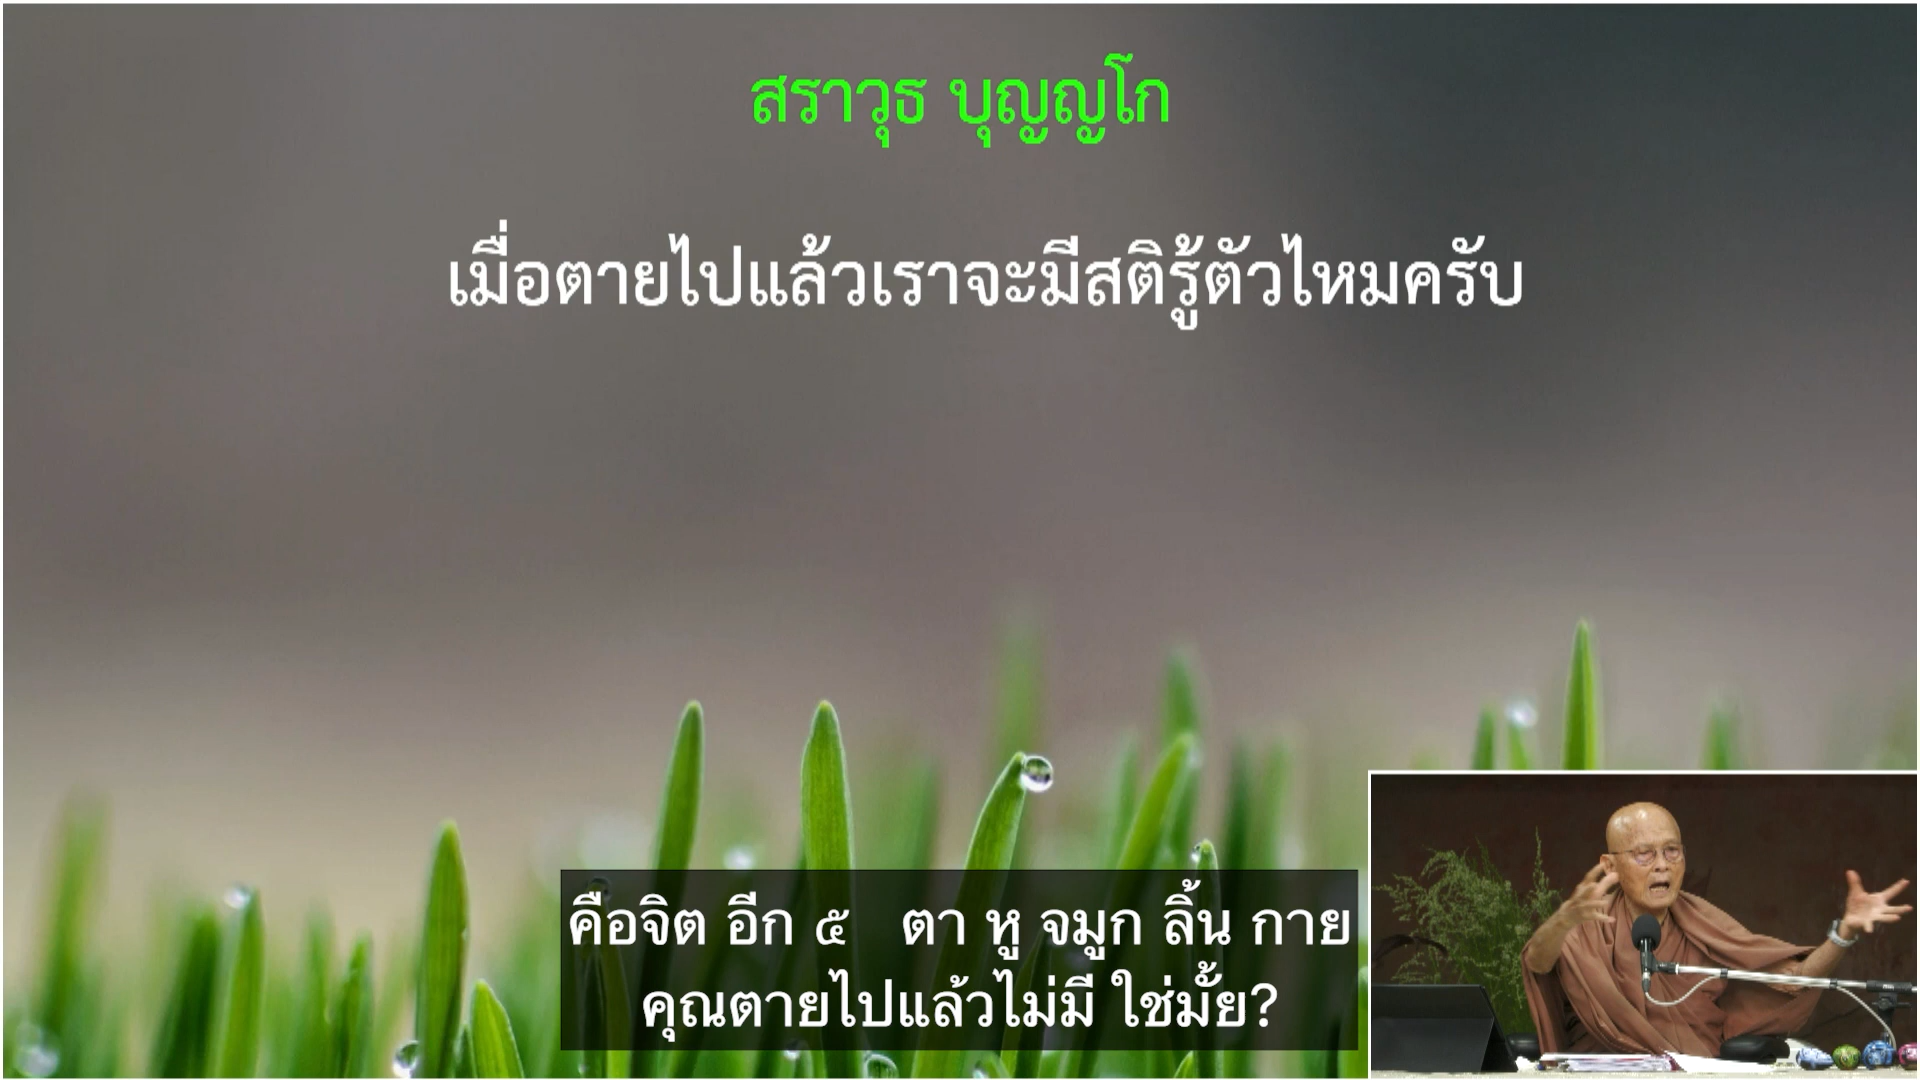 สราวุธ บุญญโก
เมื่อตายไปแล้วเราจะมีสติรู้ตัวไหมครับ
คือจิต อีก ๕ ตา หู จมูก ลิ้น กาย
คุณตายไปแล้วไม่มี ใช่มั้ย?